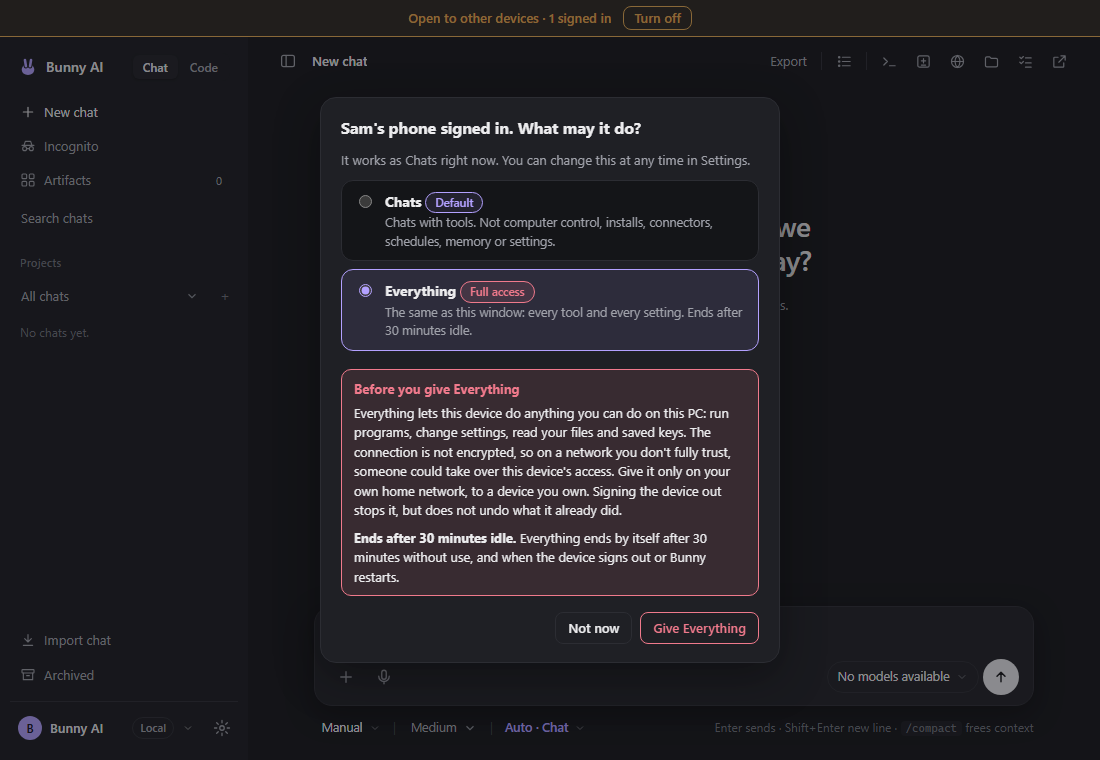 Open to other devices · 1 signed in
Turn off
Bunny AI
Chat
Code
New chat
Export
New chat
Incognito
Artifacts
0
Search chats
Projects
All chats
No chats yet.
we
ay?
s.
Sam's phone signed in. What may it do?
It works as Chats right now. You can change this at any time in Settings.
Chats Default
Chats with tools. Not computer control, installs, connectors,
schedules, memory or settings.
Everything Full access
The same as this window: every tool and every setting. Ends after
30 minutes idle.
Before you give Everything
Everything lets this device do anything you can do on this PC: run
programs, change settings, read your files and saved keys. The
connection is not encrypted, so on a network you don't fully trust,
someone could take over this device's access. Give it only on your
own home network, to a device you own. Signing the device out
stops it, but does not undo what it already did.
Ends after 30 minutes idle. Everything ends by itself after 30
minutes without use, and when the device signs out or Bunny
restarts.
Not now
Give Everything
Import chat
Archived
B
Bunny AI
Local
No models available
Manual
Medium
Auto · Chat
Enter sends · Shift+Enter new line · /compact frees context